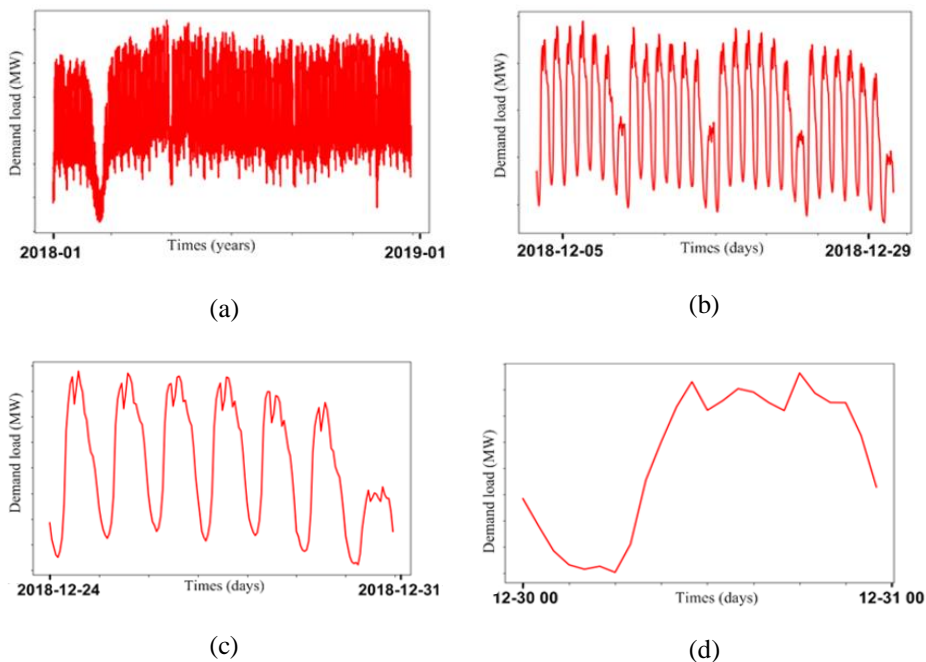 Demand load (MW)
Times (years)
2018-01
2019-01
(a)
Demand load (MW)
Times (days)
2018-12-05
2018-12-29
(b)
Demand load (MW)
Times (days)
2018-12-24
2018-12-31
(c)
Demand load (MW)
Times (days)
12-30 00
12-31 00
(d)